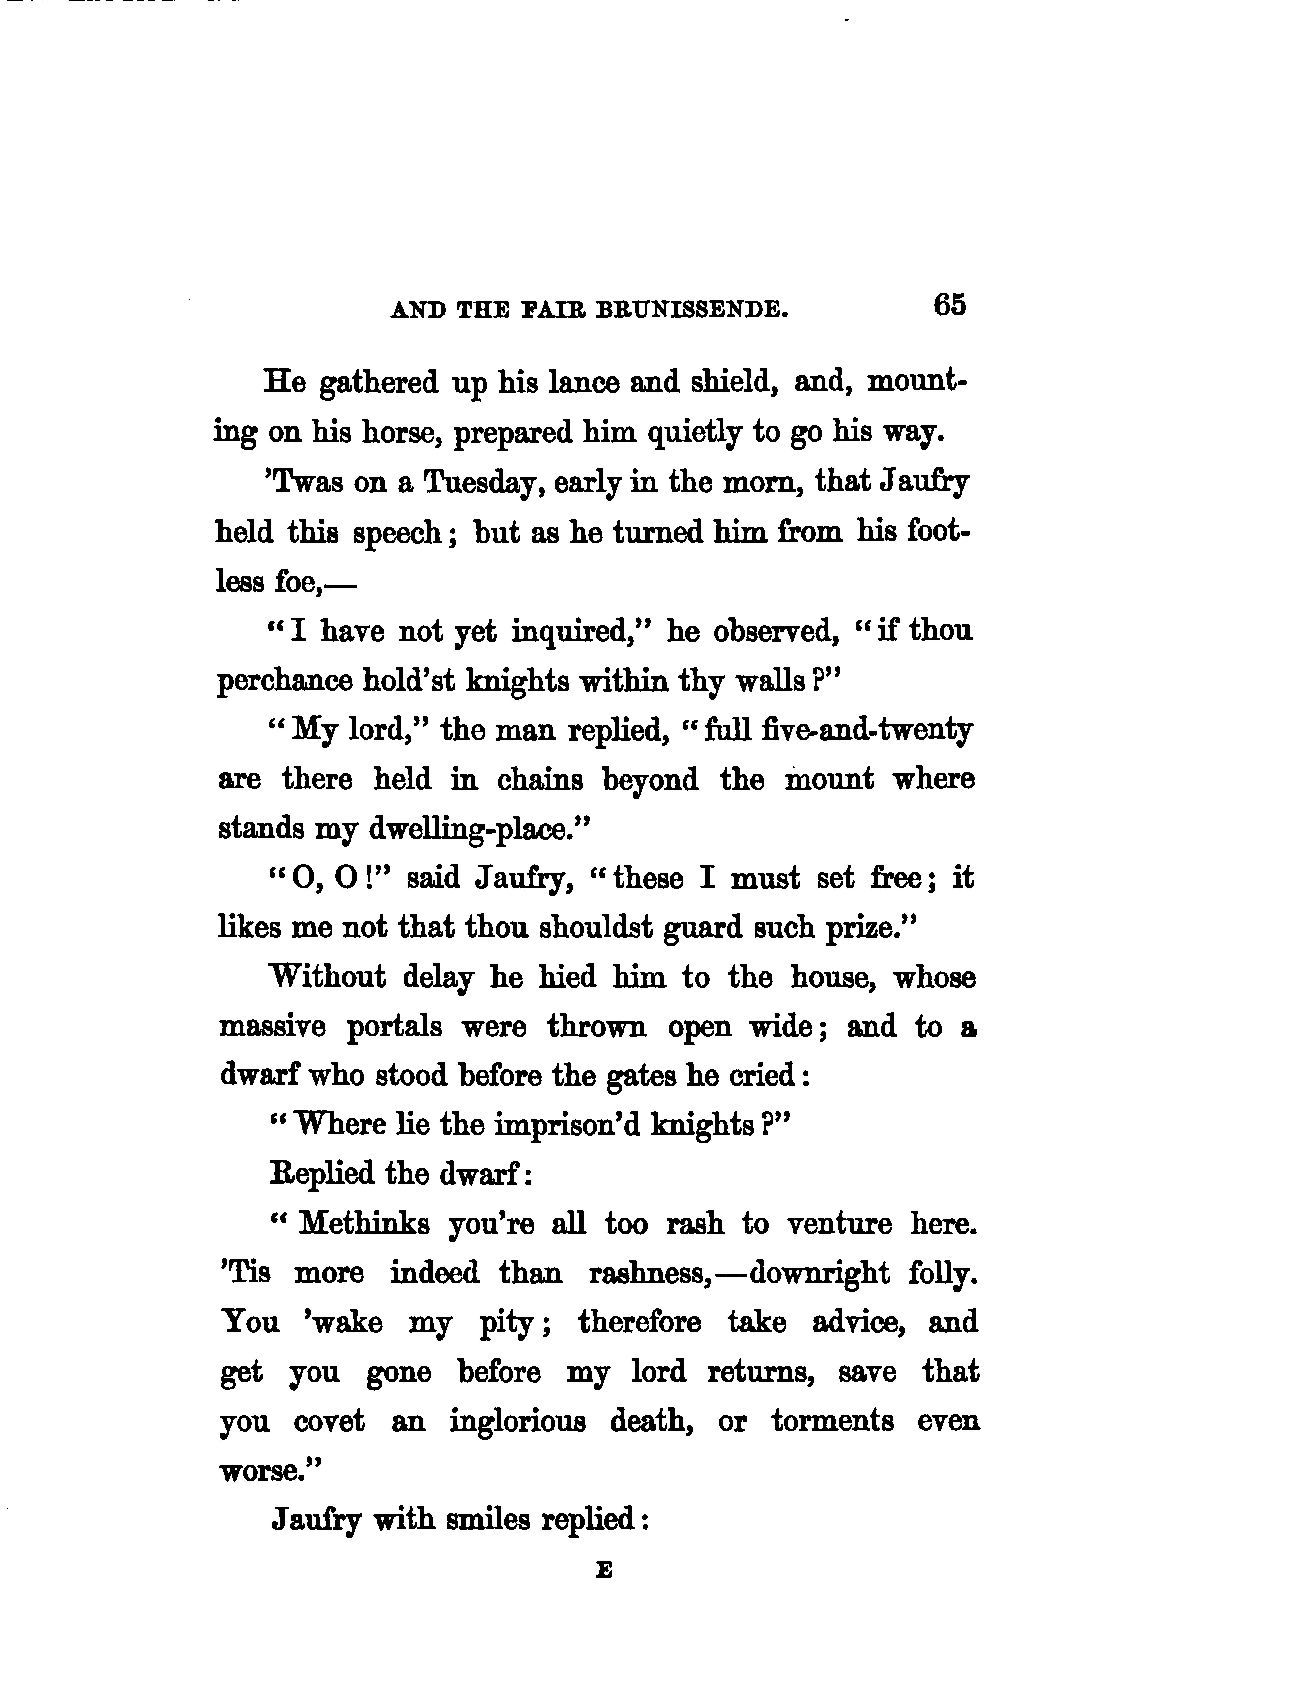 AND THE FAIR BRUNISSENDE. 65
He gathered up his lance and shield, and, mount-
ing on his horse, prepared him quietly to go his way.
'Twas on a Tuesday, early in the morn, that Jaufry
held this speech; but as he turned him from his foot-
less foe,—
"I have not yet inquired," he observed, "if thou
perchance hold'st knights within thy walls?"
"My lord," the man replied, "full five-and-twenty
are there held in chains beyond the mount where
stands my dwelling-place."
"O, O!" said Jaufry, "these I must set free; it
likes me not that thou shouldst guard such prize."
Without delay he hied him to the house, whose
massive portals were thrown open wide; and to a
dwarf who stood before the gates he cried:
"Where lie the imprison'd knights?"
Replied the dwarf:
"Methinks you're all too rash to venture here.
'Tis more indeed than rashness,—downright folly.
You 'wake my pity; therefore take advice, and
get you gone before my lord returns, save that
you covet an inglorious death, or torments even
worse."
Jaufry with smiles replied:
E